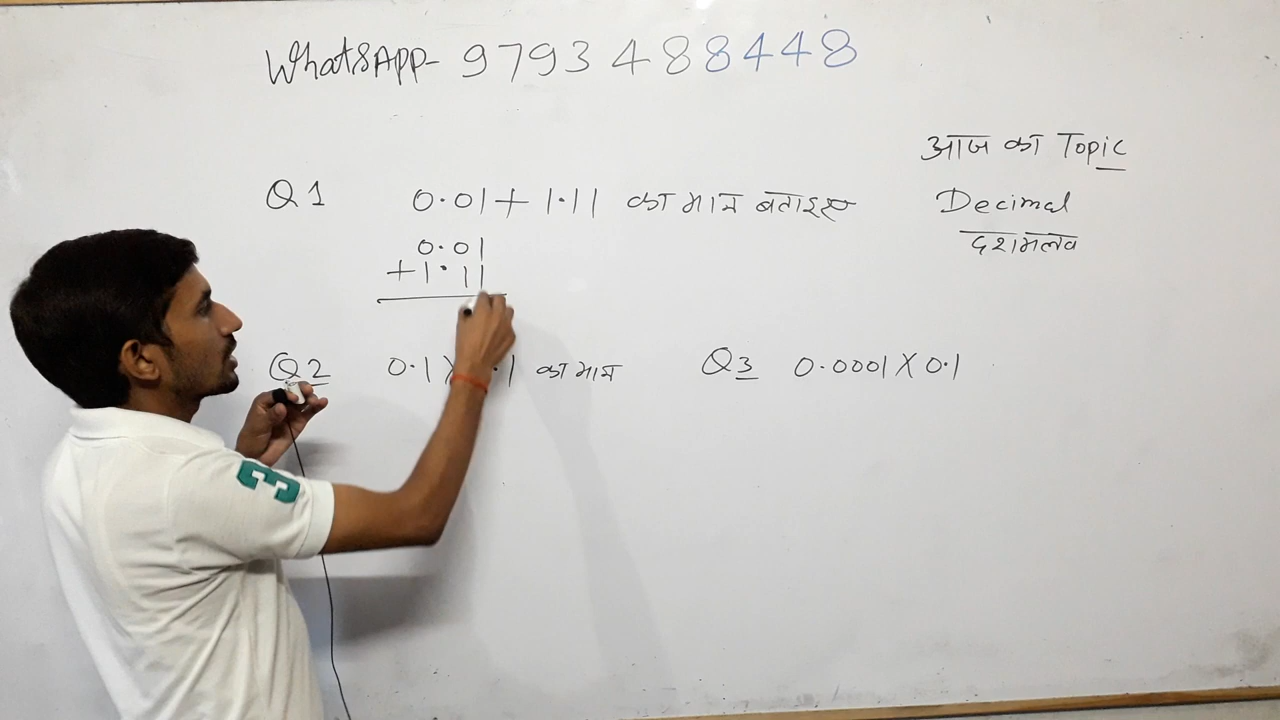 WhatsApp- 9793488448
आज का Topic
Decimal
दशमलव
Q1 0.01 + 1.11 का मान बताइए
0.01
+1.11
Q2 0.1 X .1 का मान
Q3 0.0001 X 0.1
3